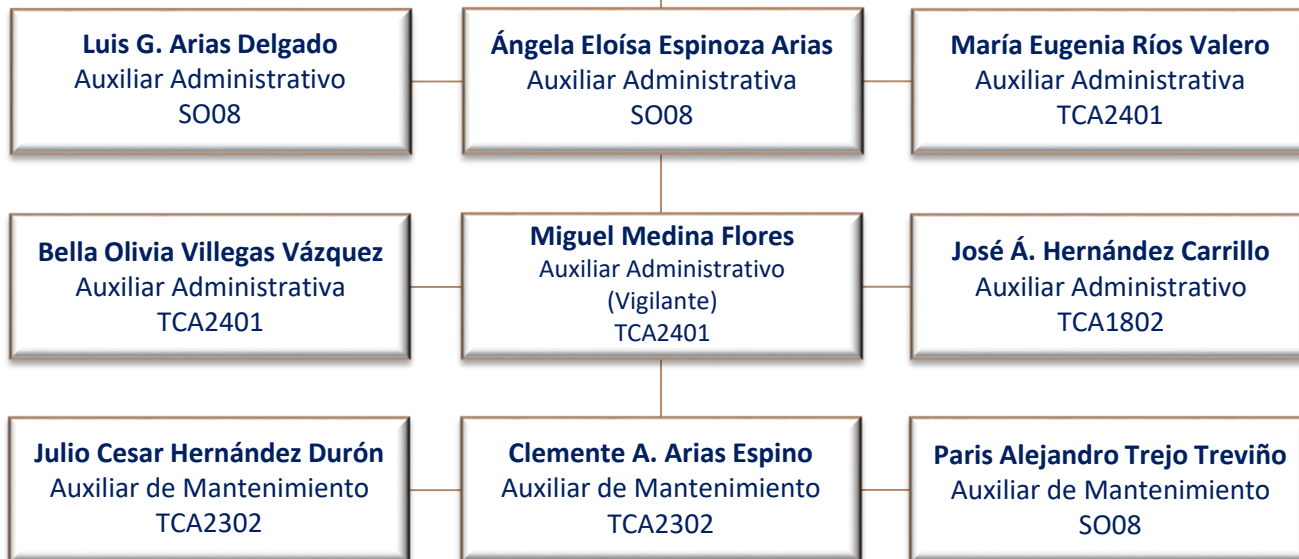 Luis G. Arias Delgado
Auxiliar Administrativo
SO08
Ángela Eloísa Espinoza Arias
Auxiliar Administrativa
SO08
María Eugenia Ríos Valero
Auxiliar Administrativa
TCA2401
Bella Olivia Villegas Vázquez
Auxiliar Administrativa
TCA2401
Miguel Medina Flores
Auxiliar Administrativo
(Vigilante)
TCA2401
José Á. Hernández Carrillo
Auxiliar Administrativo
TCA1802
Julio Cesar Hernández Durón
Auxiliar de Mantenimiento
TCA2302
Clemente A. Arias Espino
Auxiliar de Mantenimiento
TCA2302
Paris Alejandro Trejo Treviño
Auxiliar de Mantenimiento
SO08